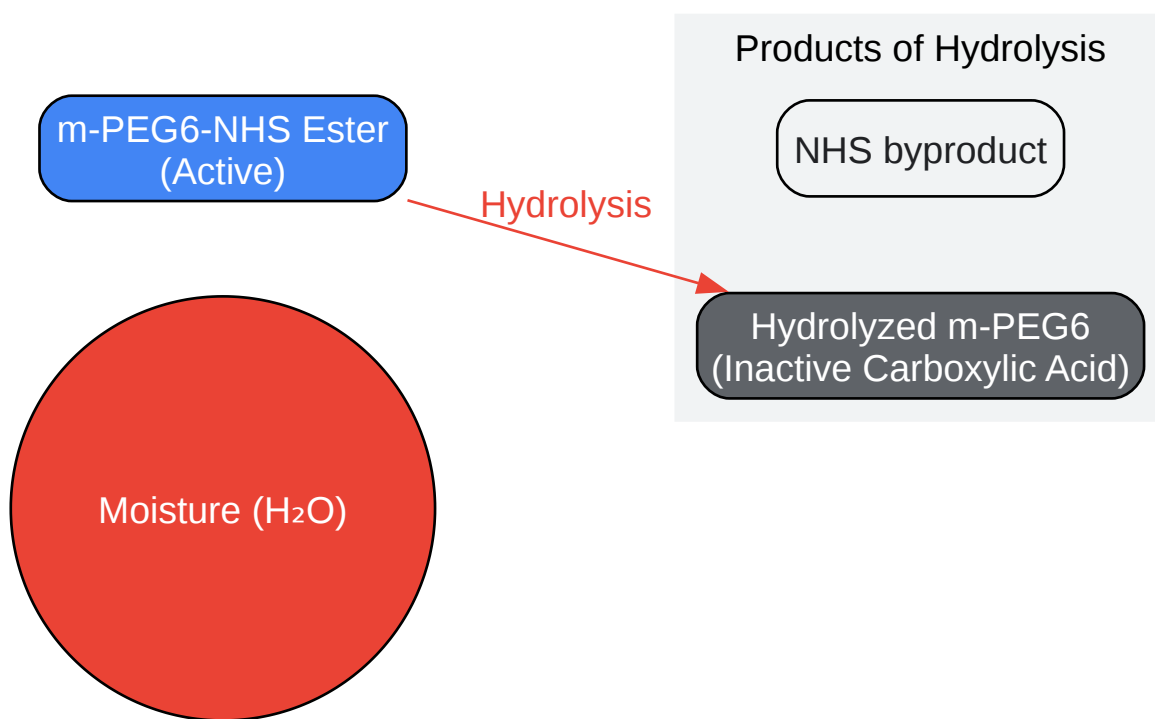 Products of Hydrolysis
m-PEG6-NHS Ester
(Active)
NHS byproduct
Hydrolysis
Hydrolyzed m-PEG6
(Inactive Carboxylic Acid)
Moisture (H₂O)